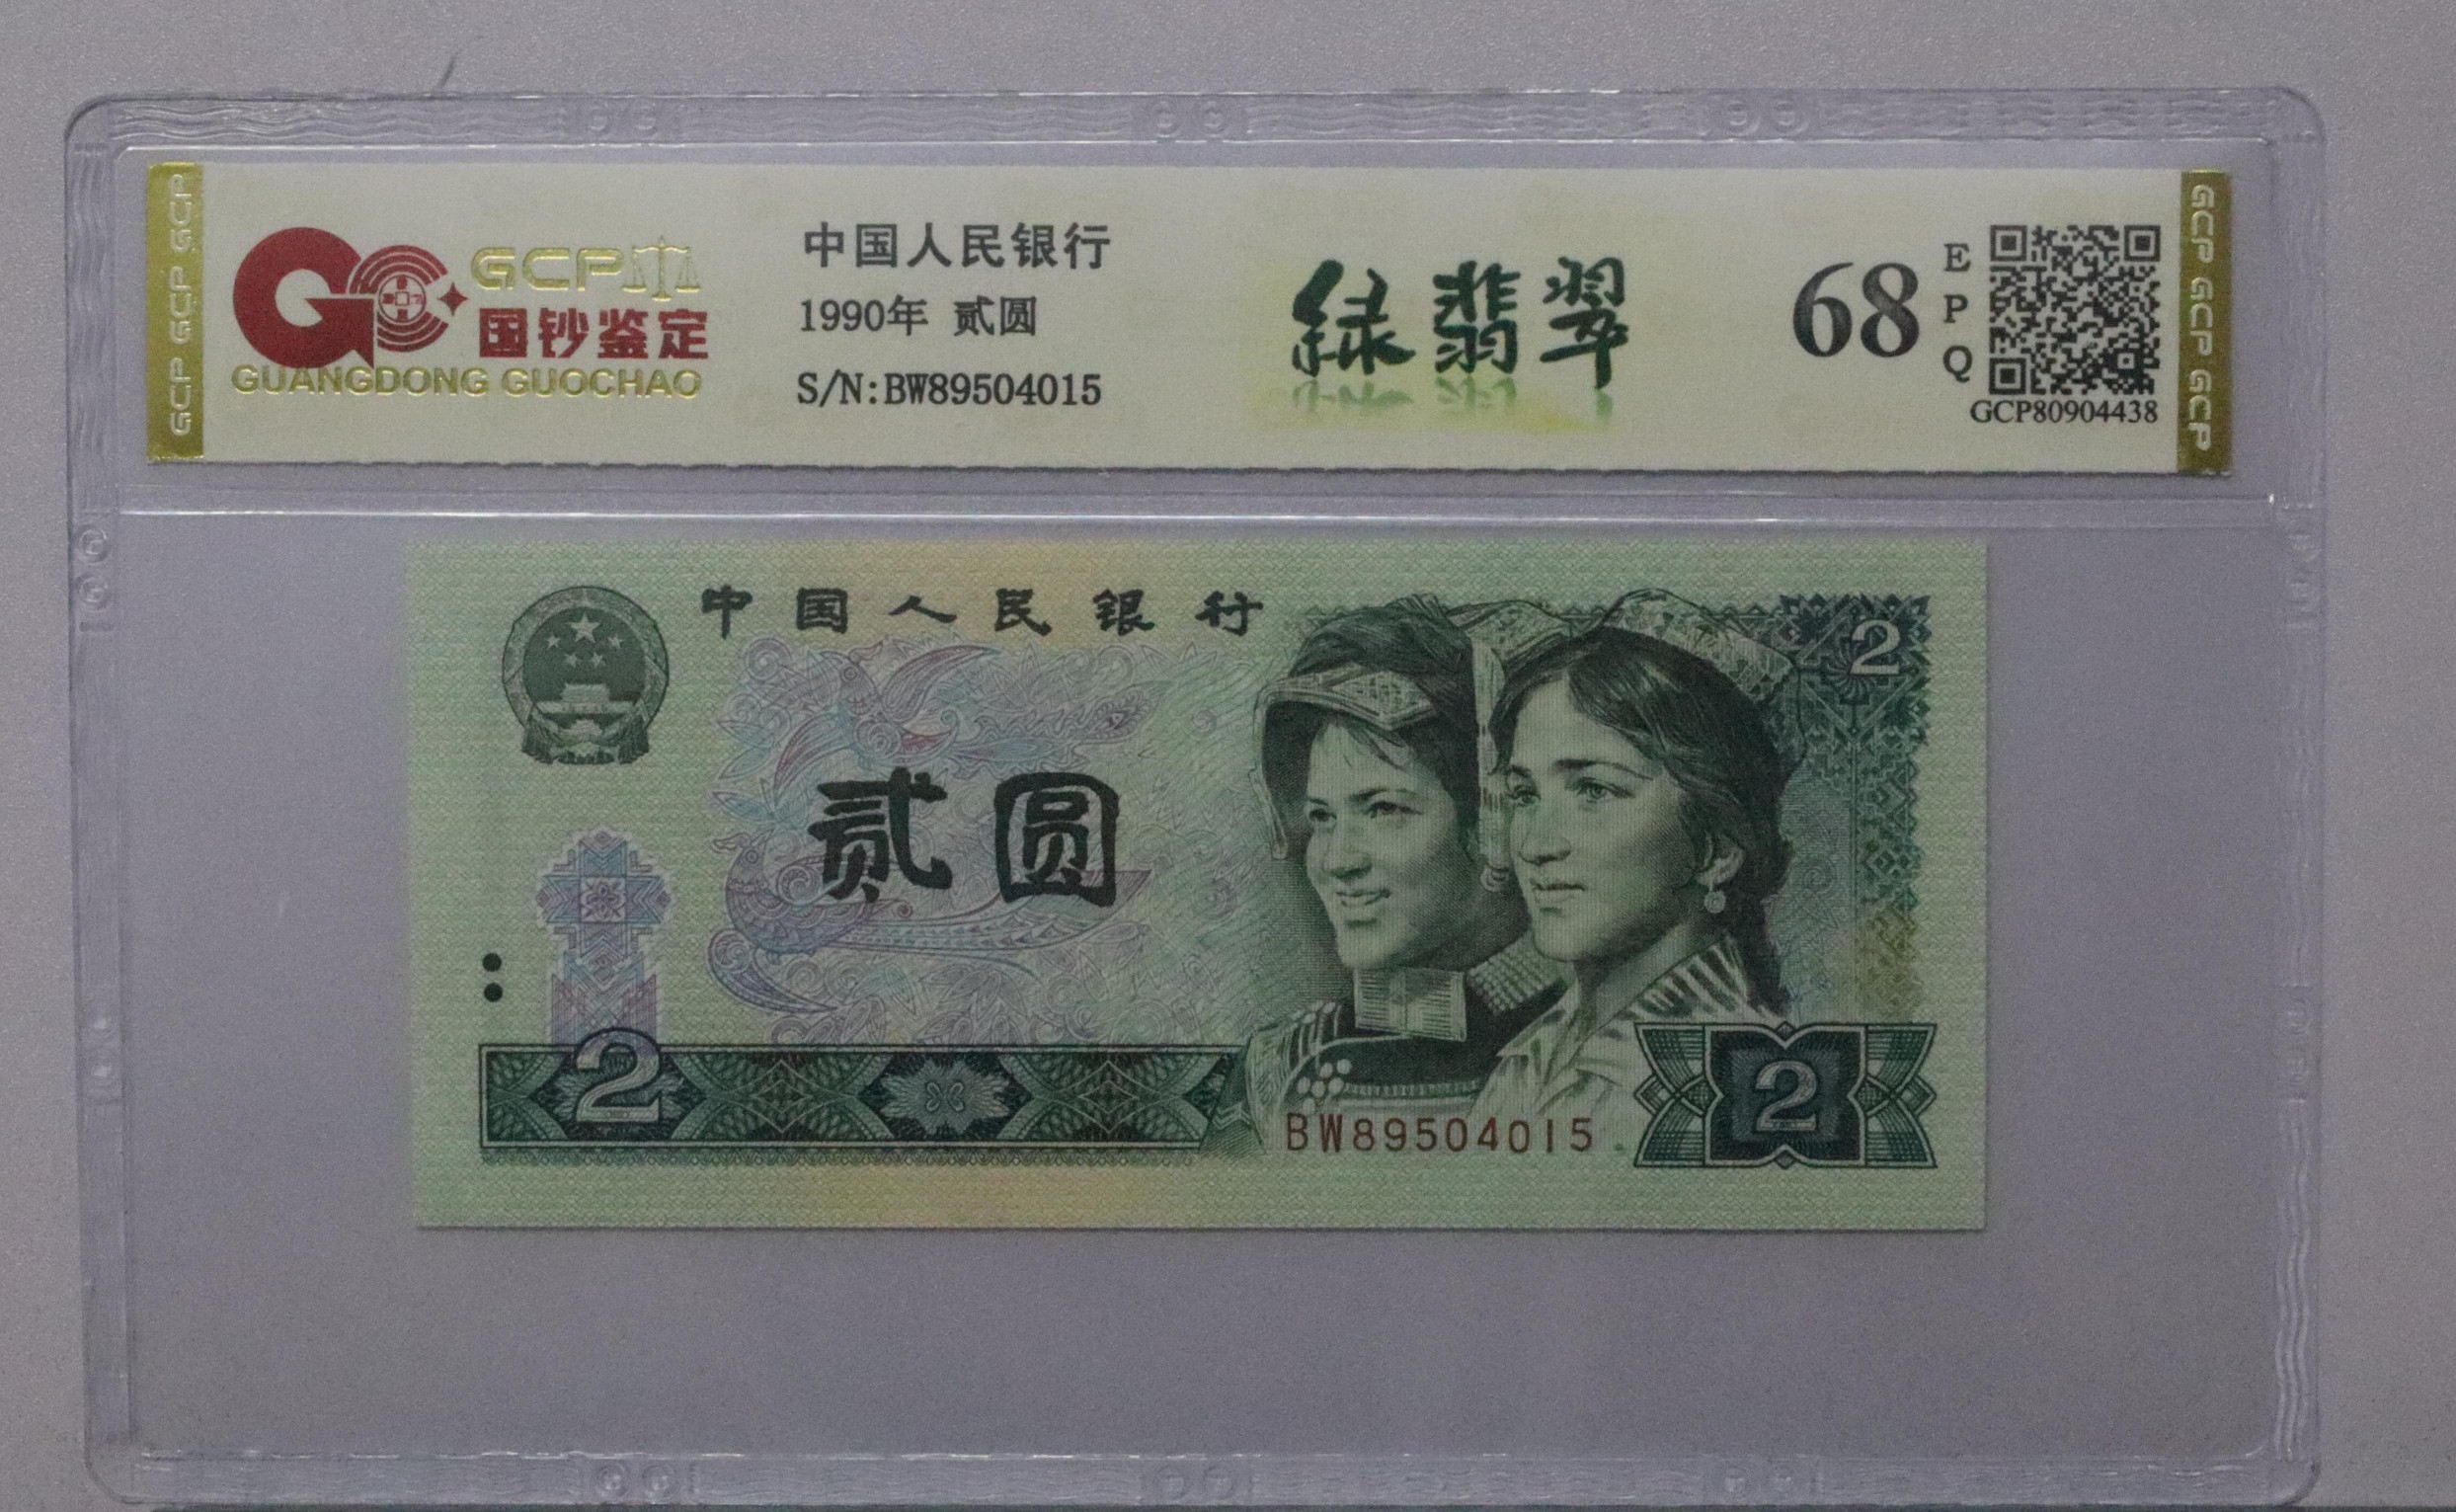 GCP GCP GCP
GCP
国钞鉴定
GUANGDONG GUOCHAO
中国人民银行
1990年 贰圆
S/N:BW89504015
绿翡翠
68
E
P
Q
GCP80904438
GCP GCP GCP
中国人民银行
2
贰圆
2
BW89504015
2